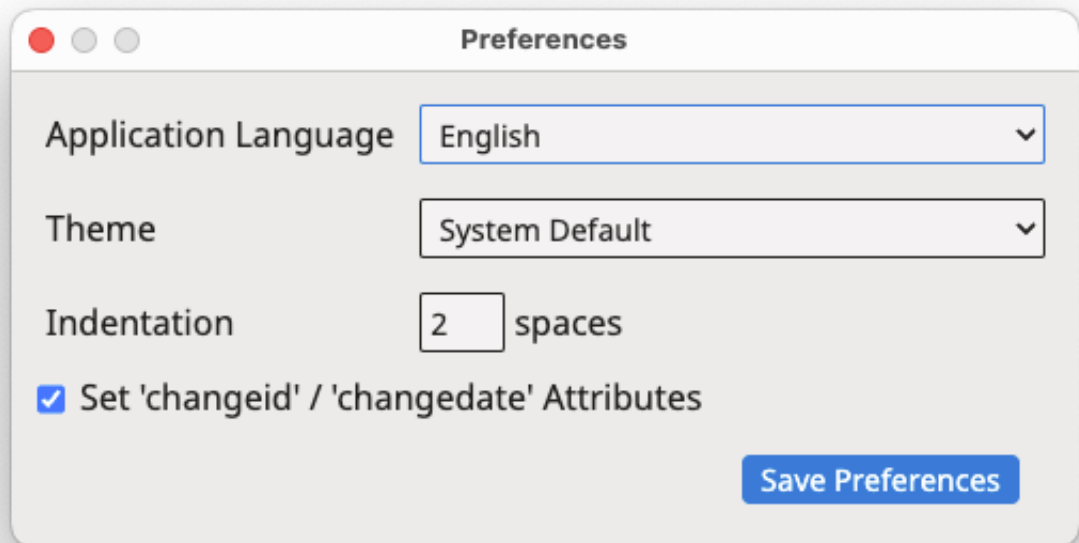 Preferences
Application Language English
Theme System Default
Indentation 2 spaces
Set 'changeid' / 'changedate' Attributes
Save Preferences